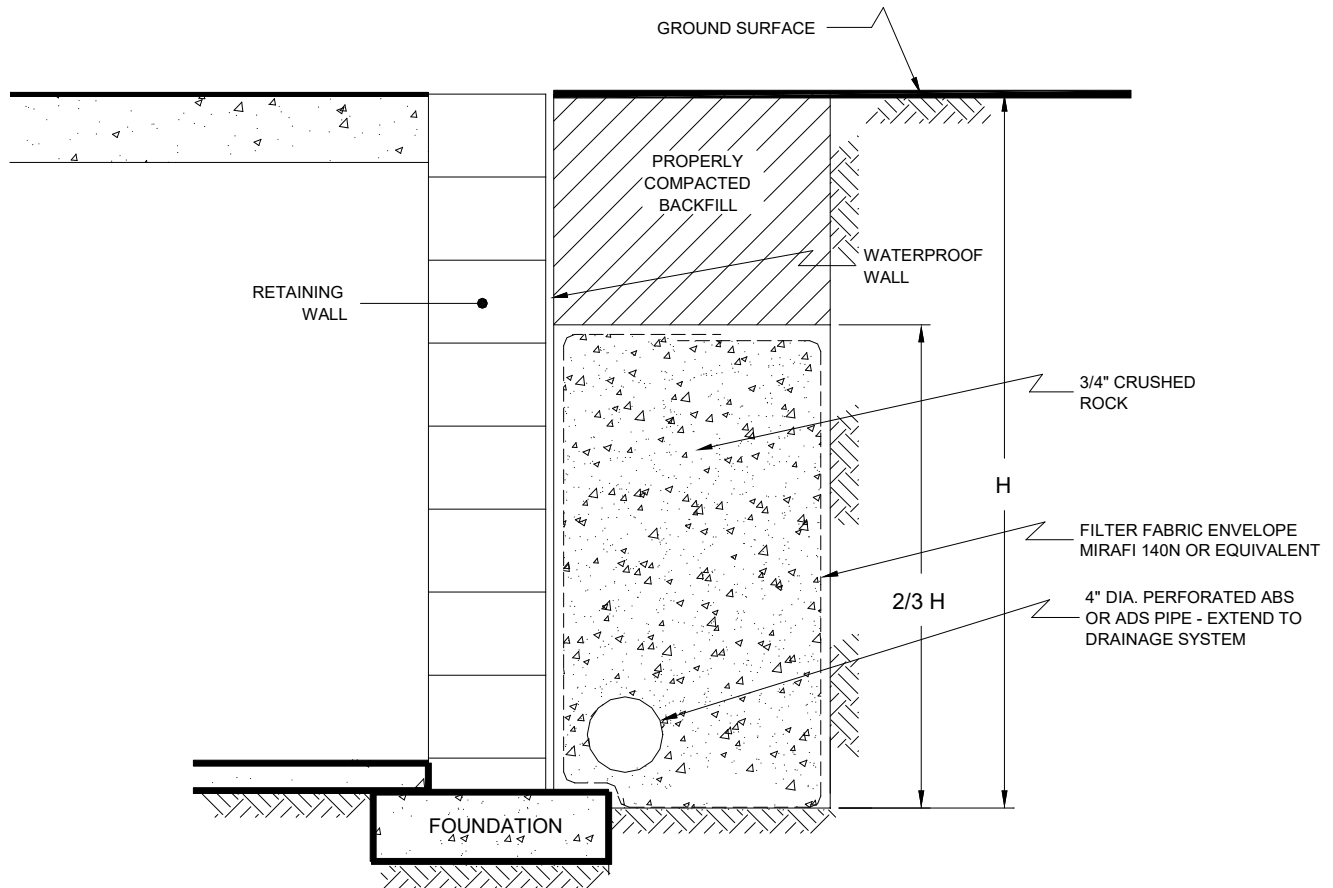 GROUND SURFACE
PROPERLY
COMPACTED
BACKFILL
WATERPROOF
WALL
RETAINING
WALL
3/4" CRUSHED
ROCK
H
FILTER FABRIC ENVELOPE
MIRAFI 140N OR EQUIVALENT
2/3 H
4" DIA. PERFORATED ABS
OR ADS PIPE - EXTEND TO
DRAINAGE SYSTEM
FOUNDATION